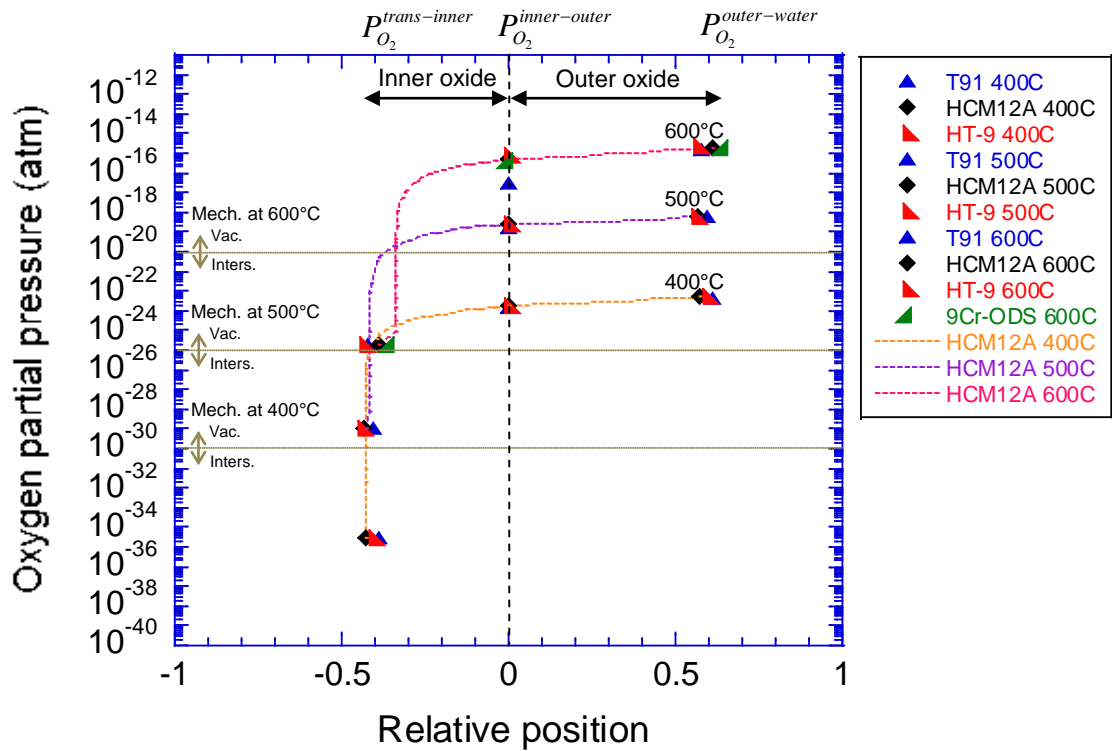 P_{O_2}^{trans-inner} P_{O_2}^{inner-outer} P_{O_2}^{outer-water}
Inner oxide Outer oxide
Oxygen partial pressure (atm)
10^{-12}
10^{-14}
10^{-16}
10^{-18}
10^{-20}
10^{-22}
10^{-24}
10^{-26}
10^{-28}
10^{-30}
10^{-32}
10^{-34}
10^{-36}
10^{-38}
10^{-40}
600°C
500°C
400°C
Mech. at 600°C
Vac.
Inters.
Mech. at 500°C
Vac.
Inters.
Mech. at 400°C
Vac.
Inters.
-1 -0.5 0 0.5 1
Relative position
T91 400C
HCM12A 400C
HT-9 400C
T91 500C
HCM12A 500C
HT-9 500C
T91 600C
HCM12A 600C
HT-9 600C
9Cr-ODS 600C
HCM12A 400C
HCM12A 500C
HCM12A 600C